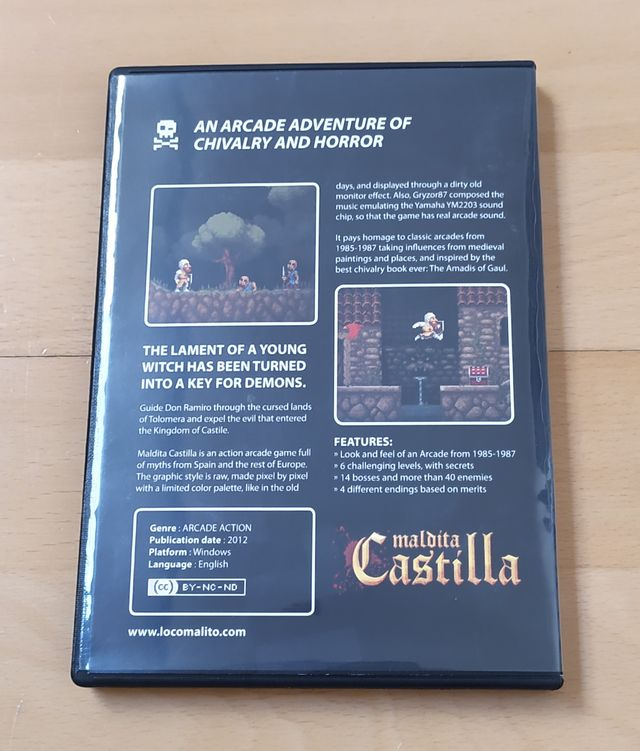 AN ARCADE ADVENTURE OF
CHIVALRY AND HORROR
THE LAMENT OF A YOUNG
WITCH HAS BEEN TURNED
INTO A KEY FOR DEMONS.
Guide Don Ramiro through the cursed lands
of Tolomera and expel the evil that entered
the Kingdom of Castile.
Maldita Castilla is an action arcade game full
of myths from Spain and the rest of Europe.
The graphic style is raw, made pixel by pixel
with a limited color palette, like in the old
days, and displayed through a dirty old
monitor effect. Also, Gryzor87 composed the
music emulating the Yamaha YM2203 sound
chip, so that the game has real arcade sound.
It pays homage to classic arcades from
1985-1987 taking influences from medieval
paintings and places, and inspired by the
best chivalry book ever: The Amadis of Gaul.
FEATURES:
» Look and feel of an Arcade from 1985-1987
» 6 challenging levels, with secrets
» 14 bosses and more than 40 enemies
» 4 different endings based on merits
Genre : ARCADE ACTION
Publication date : 2012
Platform : Windows
Language : English
(cc) BY-NC-ND
maldita
Castilla
www.locomalito.com